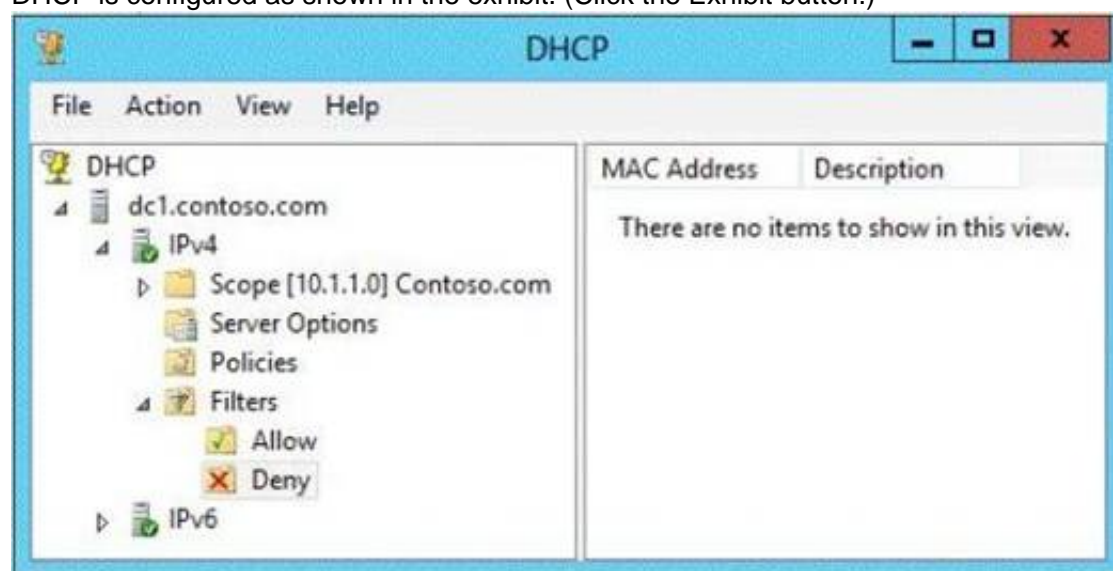 DHCP is configured as shown in the exhibit. (Click the Exhibit button.)
DHCP
File Action View Help
DHCP
dc1.contoso.com
IPv4
Scope [10.1.1.0] Contoso.com
Server Options
Policies
Filters
Allow
Deny
IPv6
MAC Address Description
There are no items to show in this view.